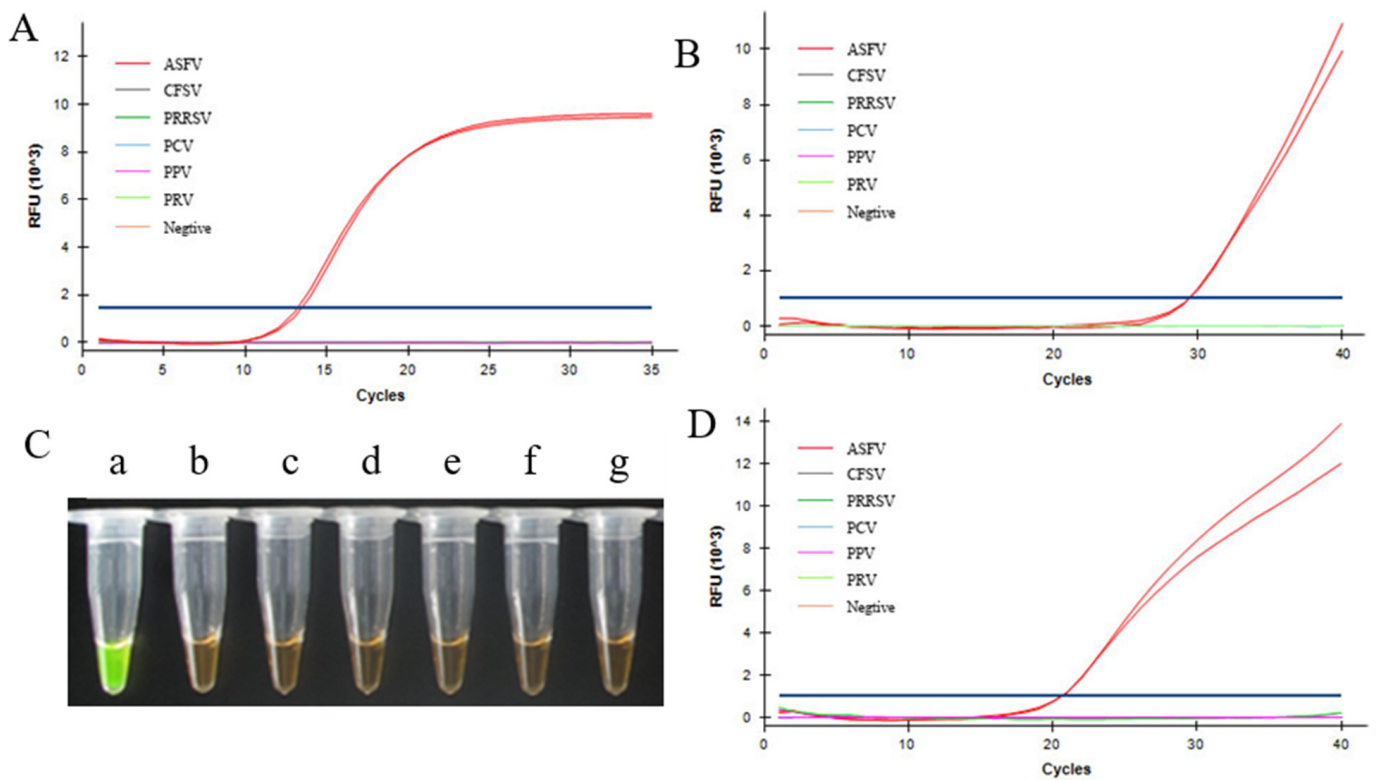 A
RFU (10^3)
12
10
8
6
4
2
0
ASFV
CFSV
PRRSV
PCV
PPV
PRV
Negtive
0 5 10 15 20 25 30 35
Cycles
B
RFU (10^3)
10
8
6
4
2
0
ASFV
CFSV
PRRSV
PCV
PPV
PRV
Negtive
0 10 20 30 40
Cycles
C
a b c d e f g
D
RFU (10^3)
14
12
10
8
6
4
2
0
ASFV
CFSV
PRRSV
PCV
PPV
PRV
Negtive
0 10 20 30 40
Cycles